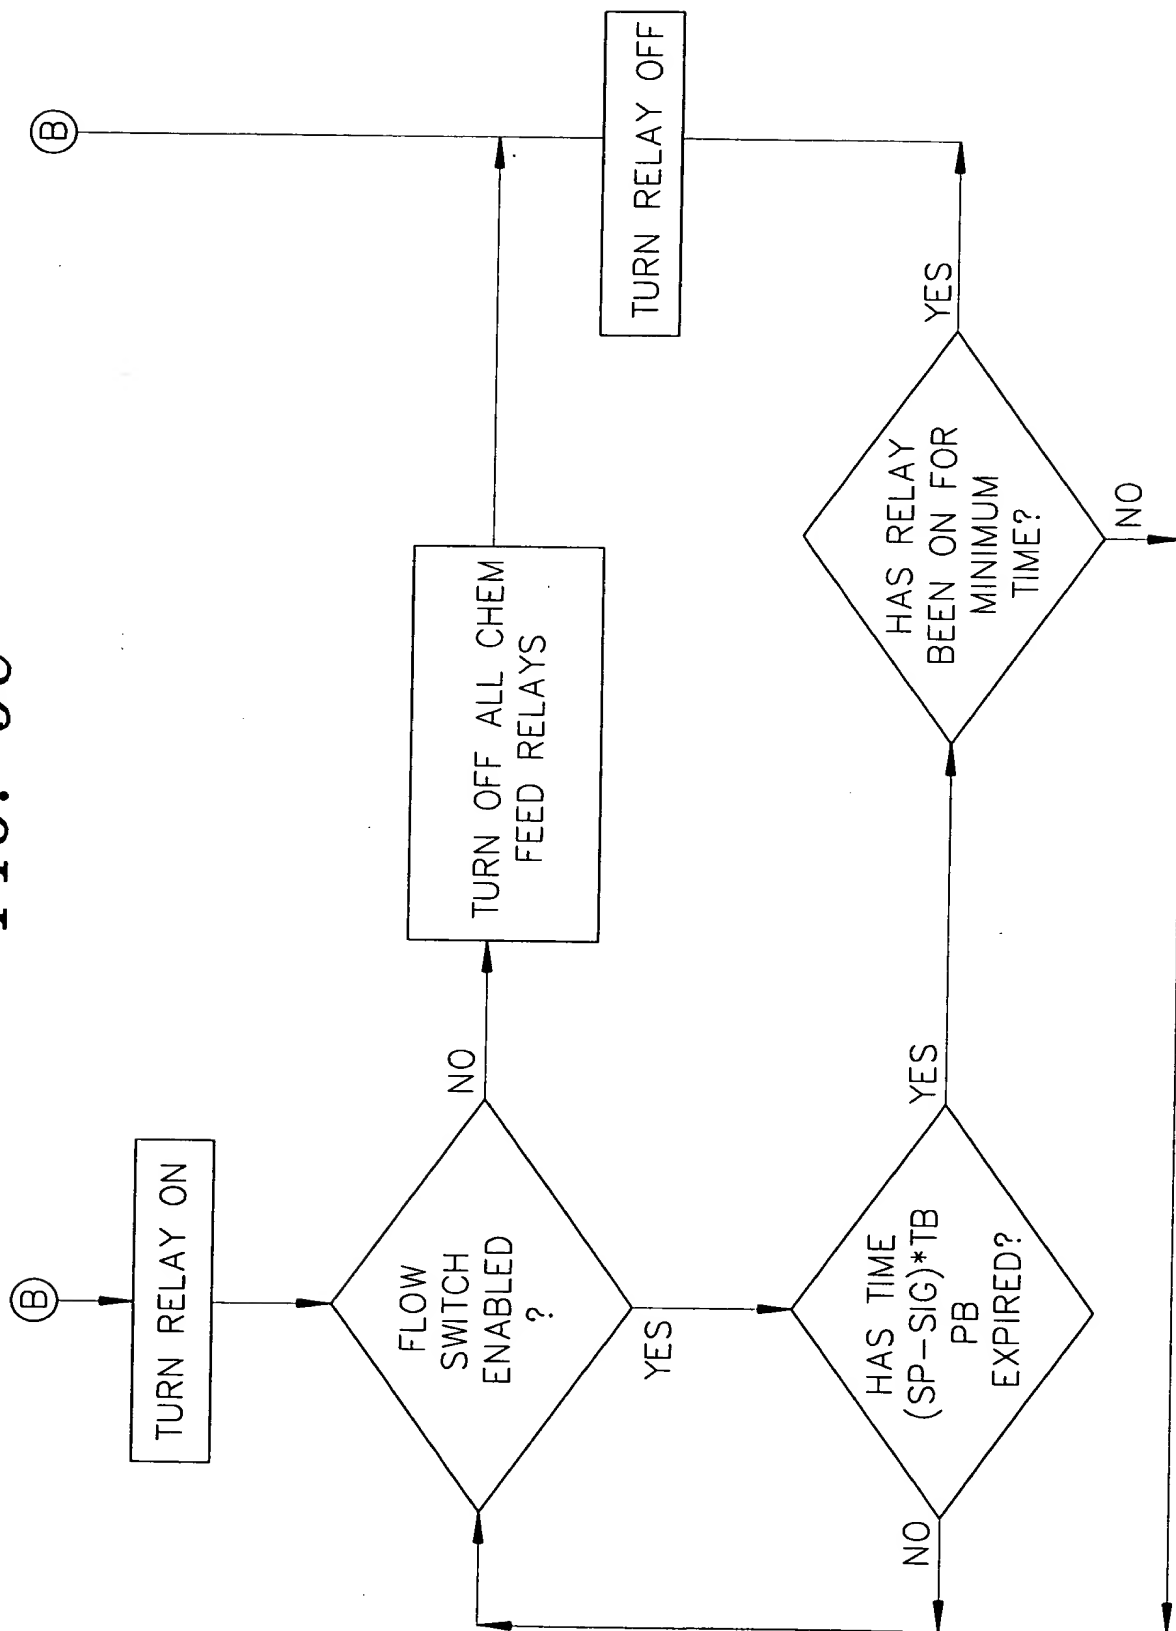 B
TURN RELAY ON
FLOW
SWITCH
ENABLED
?
NO
YES
TURN OFF ALL CHEM
FEED RELAYS
B
TURN RELAY OFF
HAS TIME
(SP-SIG)*TB
PB
EXPIRED?
NO
YES
HAS RELAY
BEEN ON FOR
MINIMUM
TIME?
YES
NO